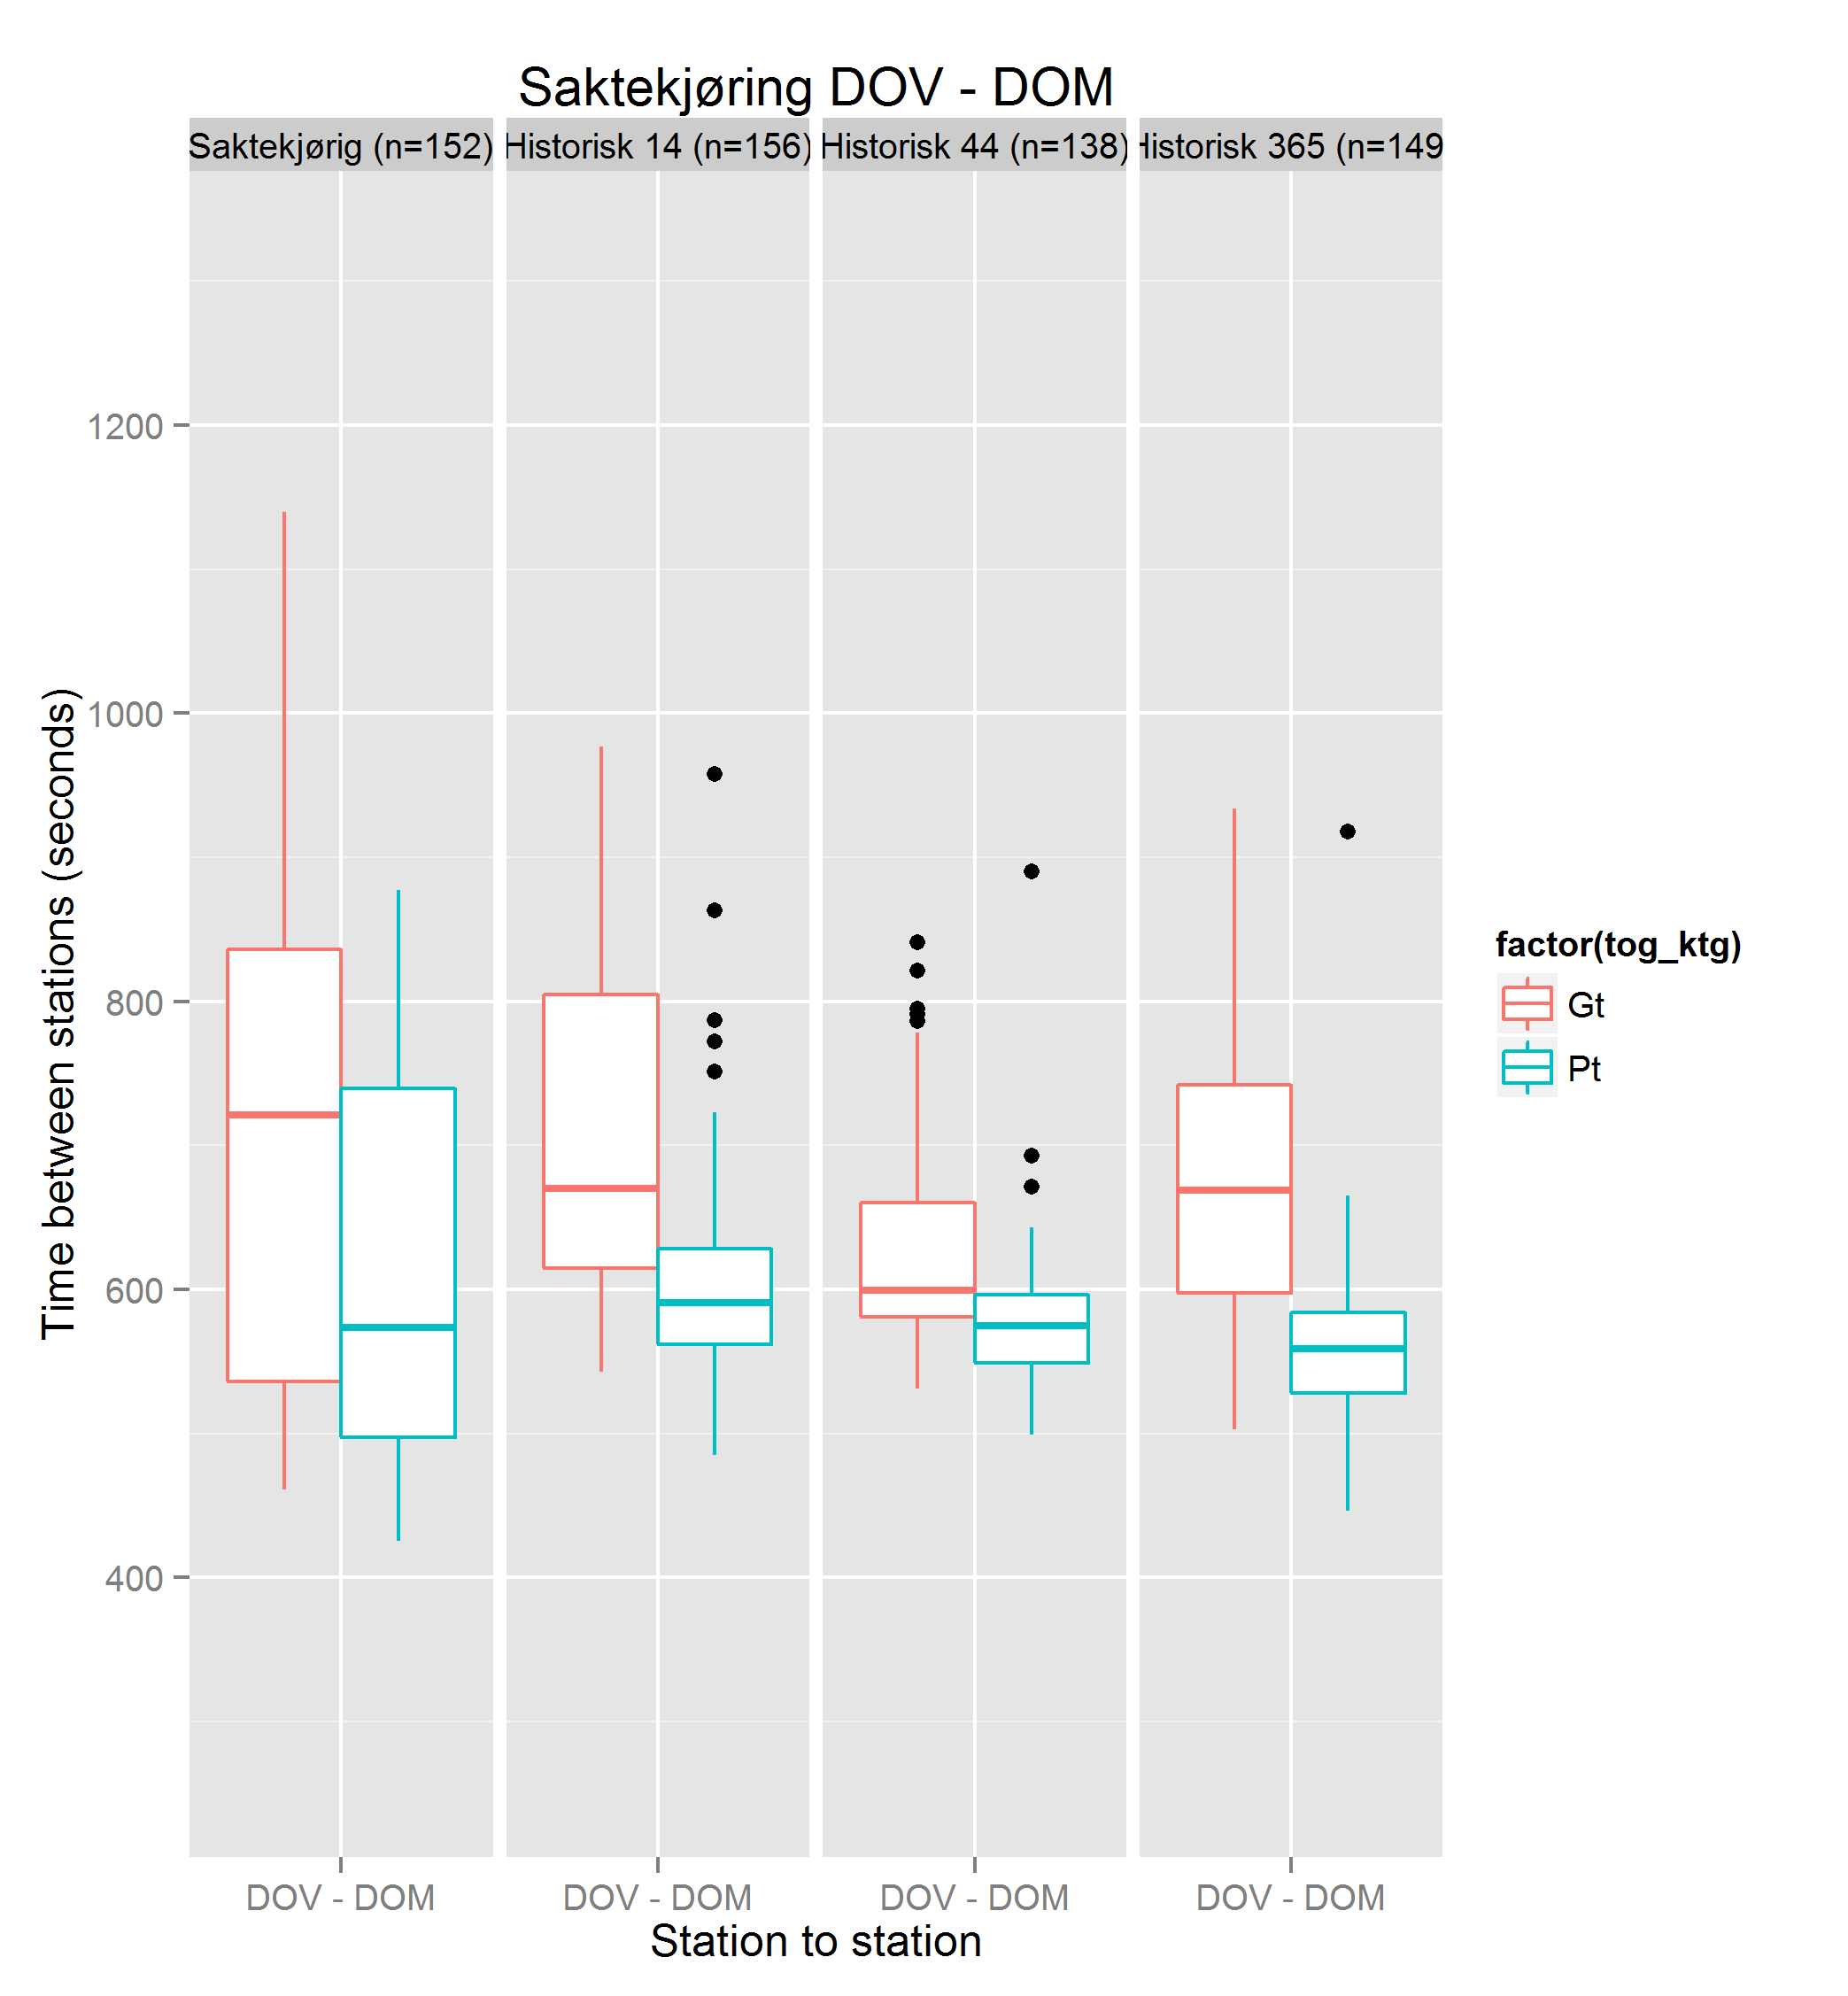 Saktekjøring DOV - DOM
Saktekjørig (n=152) Historisk 14 (n=156) Historisk 44 (n=138) Historisk 365 (n=149
1200
1000
800
600
400
Time between stations (seconds)
DOV - DOM DOV - DOM DOV - DOM DOV - DOM
Station to station
factor(tog_ktg)
Gt
Pt